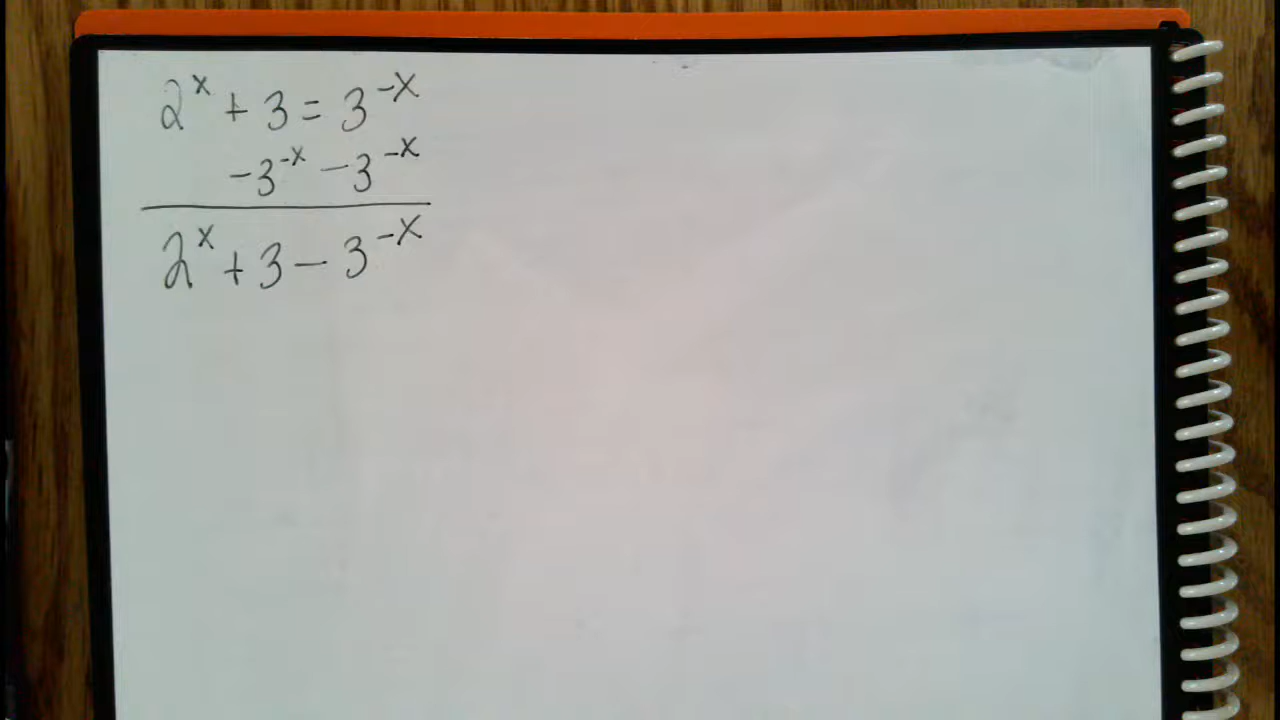 2^x + 3 = 3^-x
-3^-x -3^-x
2^x + 3 - 3^-x